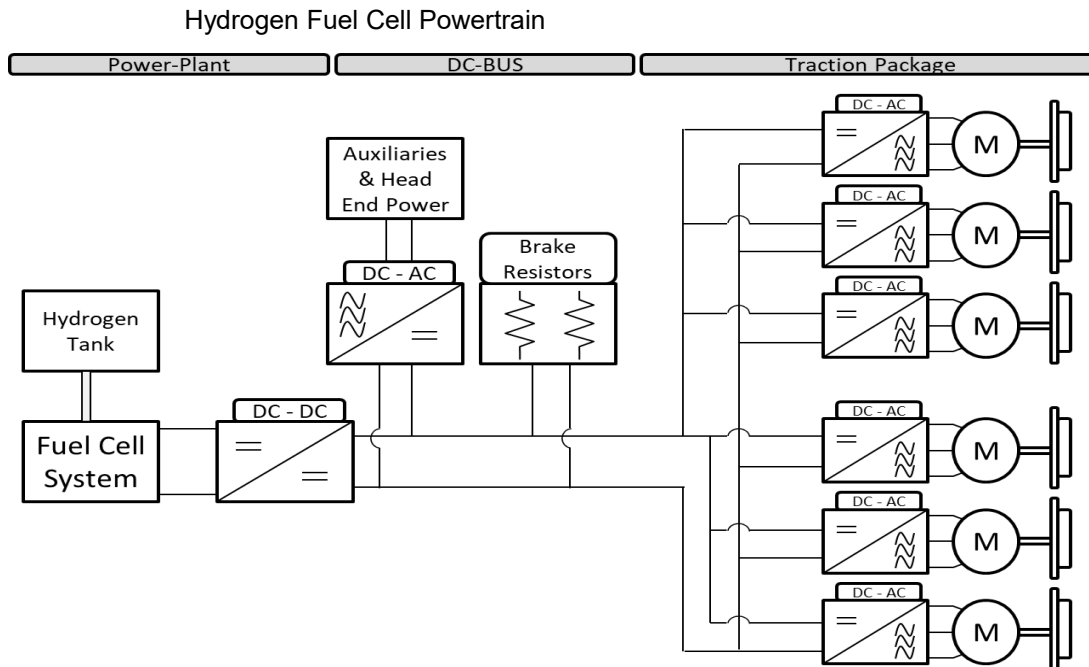 Hydrogen Fuel Cell Powertrain
Power-Plant
DC-BUS
Traction Package
DC - AC
M
Auxiliaries
& Head
End Power
DC - AC
M
Brake
Resistors
DC - AC
DC - AC
M
Hydrogen
Tank
DC - DC
DC - AC
M
Fuel Cell
System
DC - AC
M
DC - AC
M